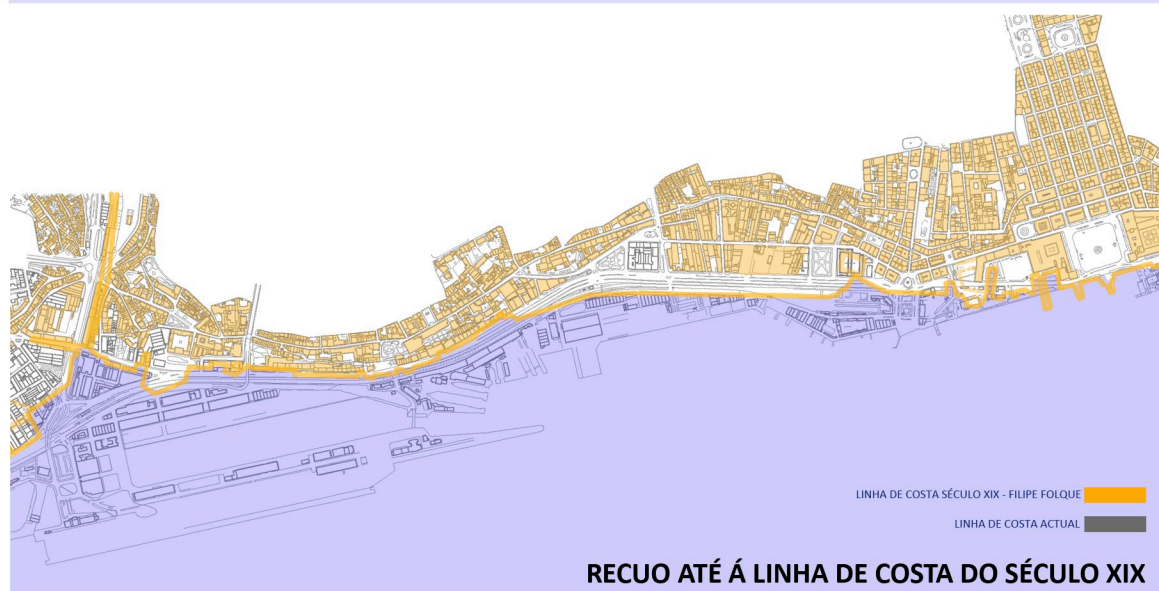 LINHA DE COSTA SÉCULO XIX - FILIPE FOLQUE
LINHA DE COSTA ACTUAL
RECUO ATÉ Á LINHA DE COSTA DO SÉCULO XIX